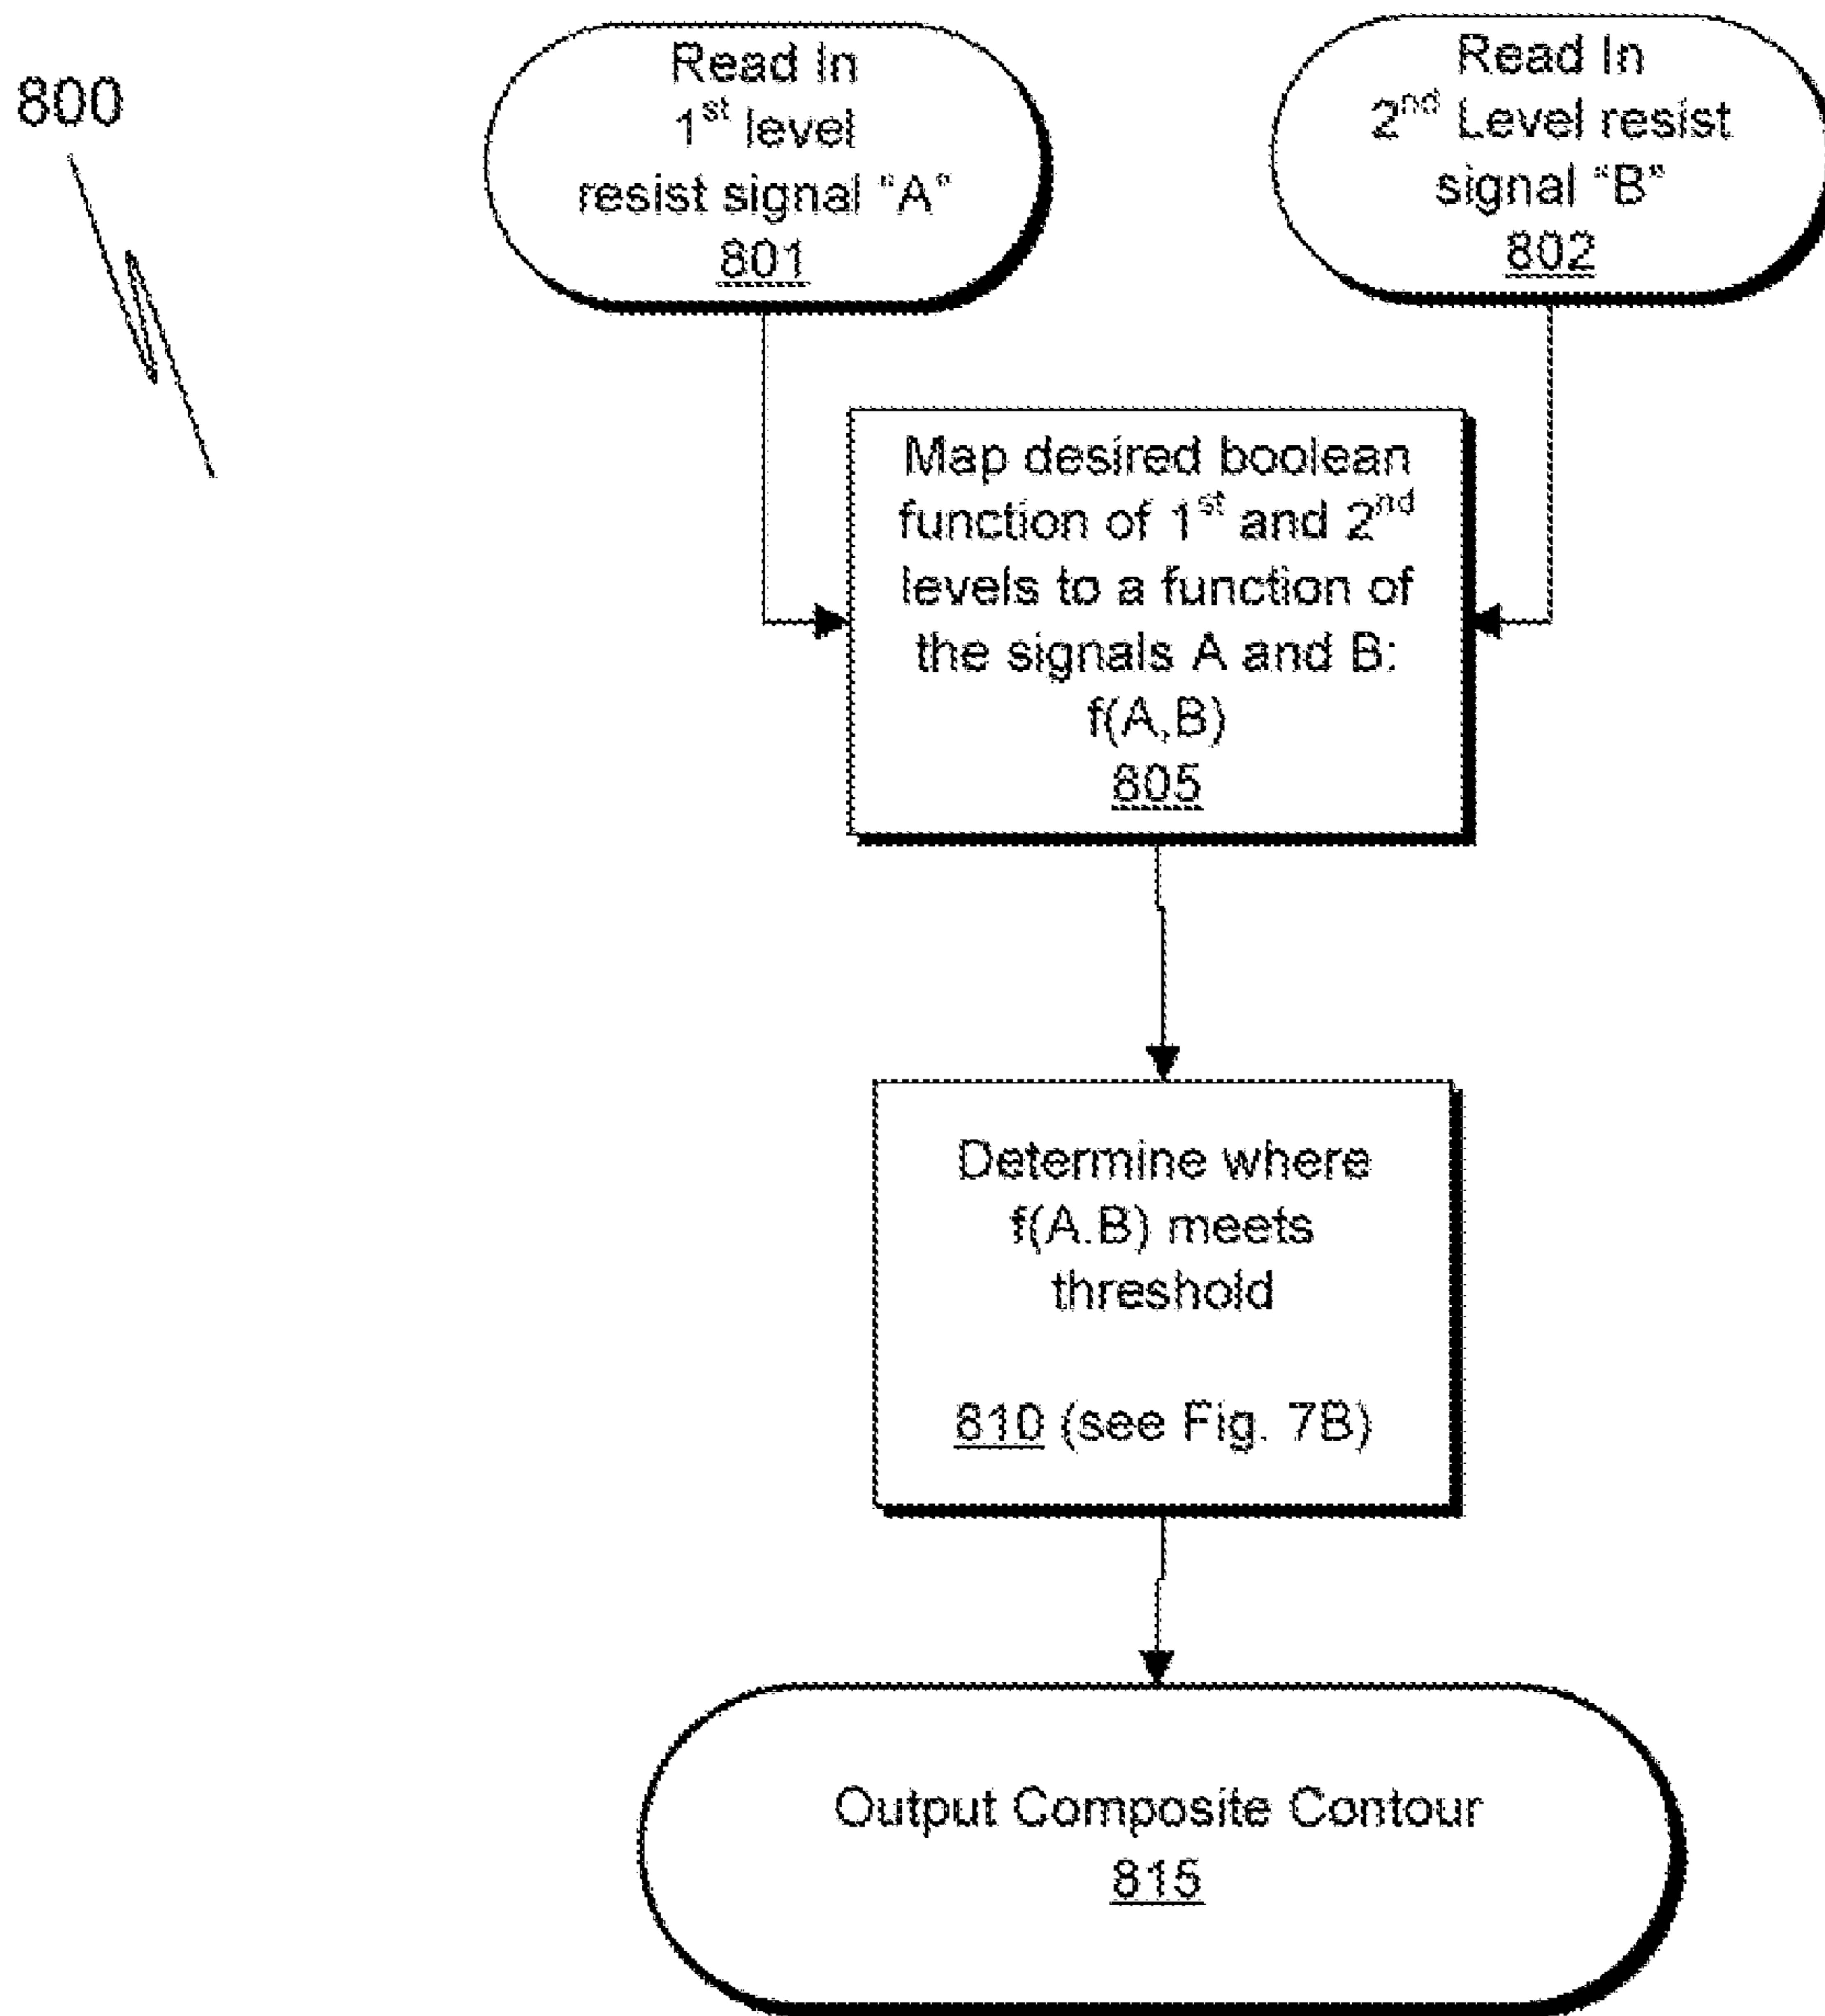 800
Read In
1st level
resist signal "A"
801
Read In
2nd Level resist
signal "B"
802
Map desired boolean
function of 1st and 2nd
levels to a function of
the signals A and B:
f(A,B)
805
Determine where
f(A.B) meets
threshold
810 (see Fig. 7B)
Output Composite Contour
815